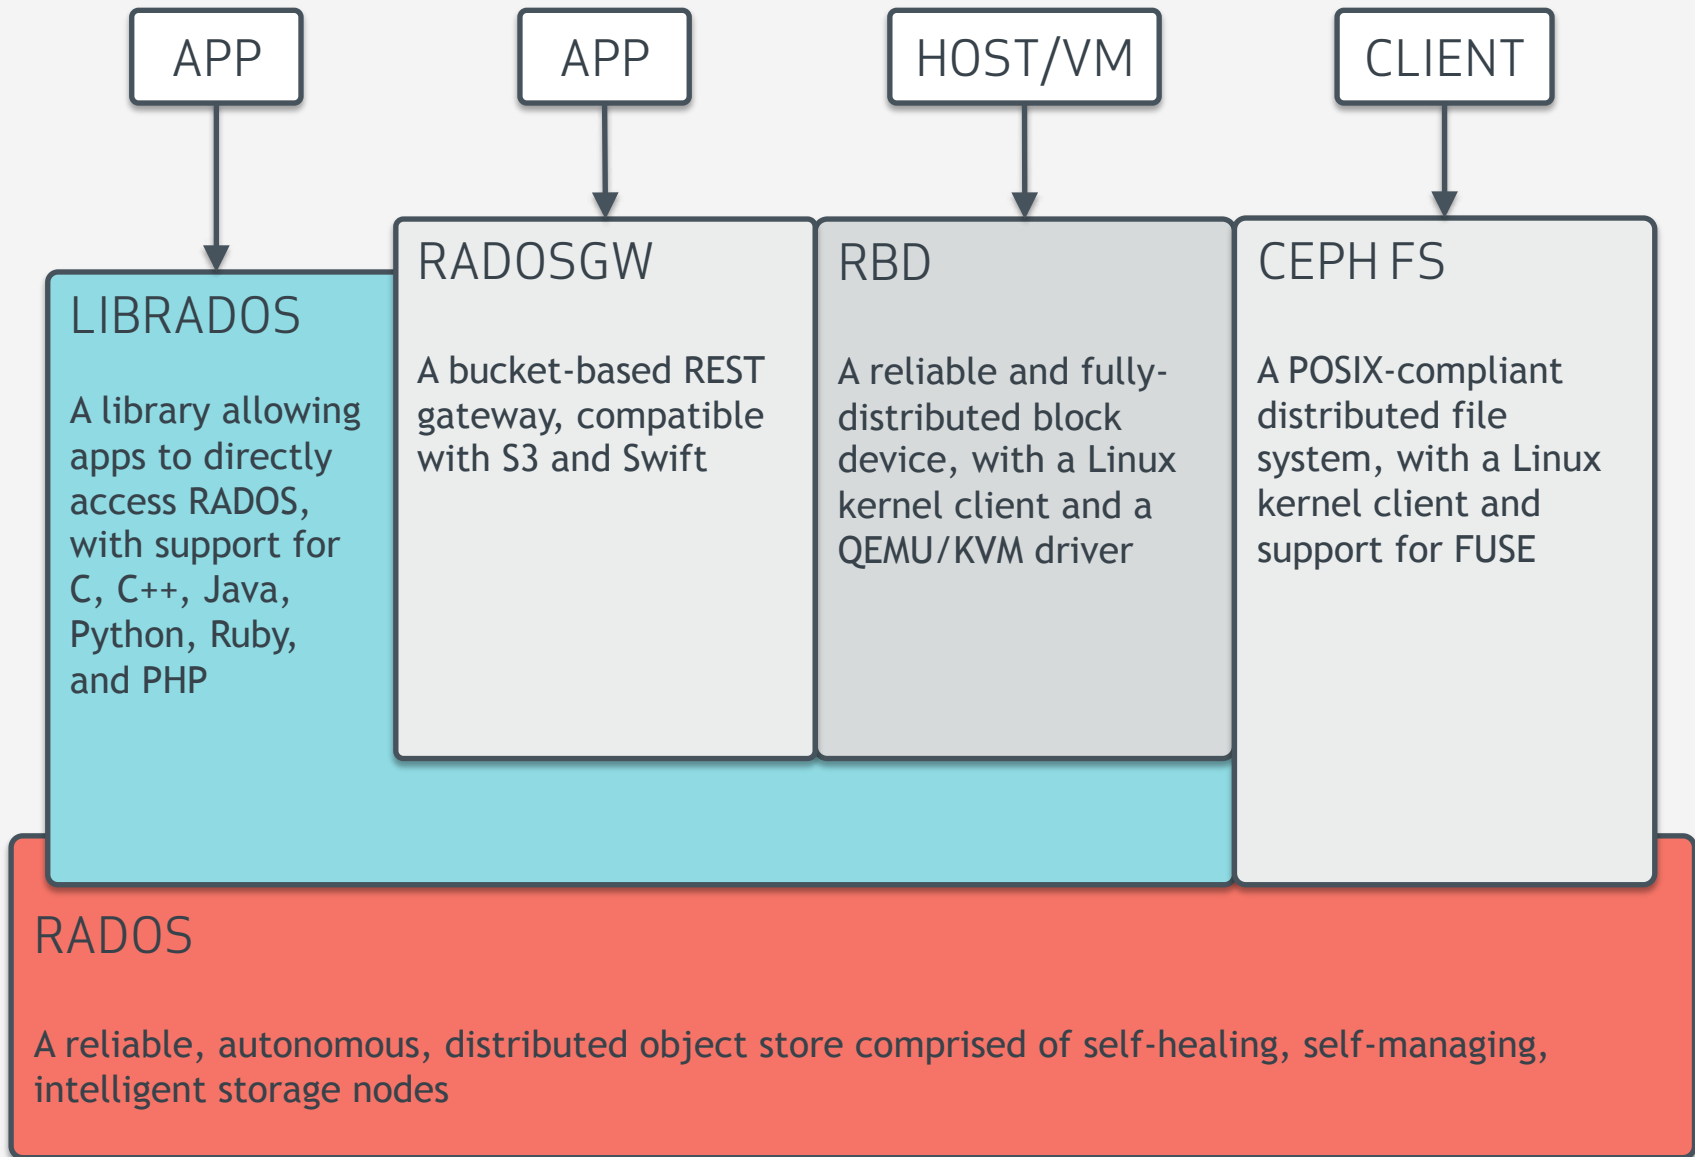 APP
APP
HOST/VM
CLIENT
LIBRADOS
A library allowing
apps to directly
access RADOS,
with support for
C, C++, Java,
Python, Ruby,
and PHP
RADOSGW
A bucket-based REST
gateway, compatible
with S3 and Swift
RBD
A reliable and fully-
distributed block
device, with a Linux
kernel client and a
QEMU/KVM driver
CEPH FS
A POSIX-compliant
distributed file
system, with a Linux
kernel client and
support for FUSE
RADOS
A reliable, autonomous, distributed object store comprised of self-healing, self-managing,
intelligent storage nodes